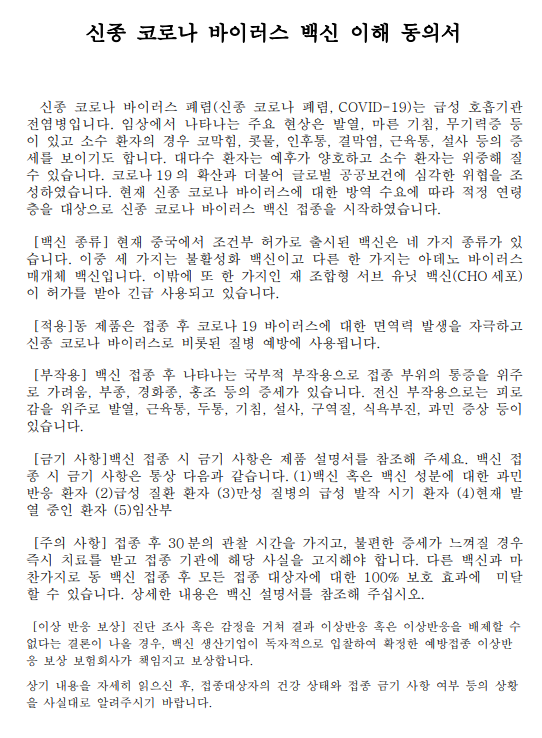 신종 코로나 바이러스 백신 이해 동의서
신종 코로나 바이러스 폐렴(신종 코로나 폐렴, COVID-19)는 급성 호흡기관
전염병입니다. 임상에서 나타나는 주요 현상은 발열, 마른 기침, 무기력증 등
이 있고 소수 환자의 경우 코막힘, 콧물, 인후통, 결막염, 근육통, 설사 등의 증
세를 보이기도 합니다. 대다수 환자는 예후가 양호하고 소수 환자는 위중해 질
수 있습니다. 코로나 19의 확산과 더불어 글로벌 공공보건에 심각한 위협을 조
성하였습니다. 현재 신종 코로나 바이러스에 대한 방역 수요에 따라 적정 연령
층을 대상으로 신종 코로나 바이러스 백신 접종을 시작하였습니다.
[백신 종류] 현재 중국에서 조건부 허가로 출시된 백신은 네 가지 종류가 있
습니다. 이중 세 가지는 불활성화 백신이고 다른 한 가지는 아데노 바이러스
매개체 백신입니다. 이밖에 또 한 가지인 재 조합형 서브 유닛 백신(CHO 세포)
이 허가를 받아 긴급 사용되고 있습니다.
[적용]동 제품은 접종 후 코로나 19 바이러스에 대한 면역력 발생을 자극하고
신종 코로나 바이러스로 비롯된 질병 예방에 사용됩니다.
[부작용] 백신 접종 후 나타나는 국부적 부작용으로 접종 부위의 통증을 위주
로 가려움, 부종, 경화증, 홍조 등의 증세가 있습니다. 전신 부작용으로는 피로
감을 위주로 발열, 근육통, 두통, 기침, 설사, 구역질, 식욕부진, 과민 증상 등이
있습니다.
[금기 사항]백신 접종 시 금기 사항은 제품 설명서를 참조해 주세요. 백신 접
종 시 금기 사항은 통상 다음과 같습니다. (1)백신 혹은 백신 성분에 대한 과민
반응 환자 (2)급성 질환 환자 (3)만성 질병의 급성 발작 시기 환자 (4)현재 발
열 중인 환자 (5)임산부
[주의 사항] 접종 후 30분의 관찰 시간을 가지고, 불편한 증세가 느껴질 경우
즉시 치료를 받고 접종 기관에 해당 사실을 고지해야 합니다. 다른 백신과 마
찬가지로 동 백신 접종 후 모든 접종 대상자에 대한 100% 보호 효과에 미달
할 수 있습니다. 상세한 내용은 백신 설명서를 참조해 주십시오.
[이상 반응 보상] 진단 조사 혹은 감정을 거쳐 결과 이상반응 혹은 이상반응을 배제할 수
없다는 결론이 나올 경우, 백신 생산기업이 독자적으로 입찰하여 확정한 예방접종 이상반
응 보상 보험회사가 책임지고 보상합니다.
상기 내용을 자세히 읽으신 후, 접종대상자의 건강 상태와 접종 금기 사항 여부 등의 상황
을 사실대로 알려주시기 바랍니다.